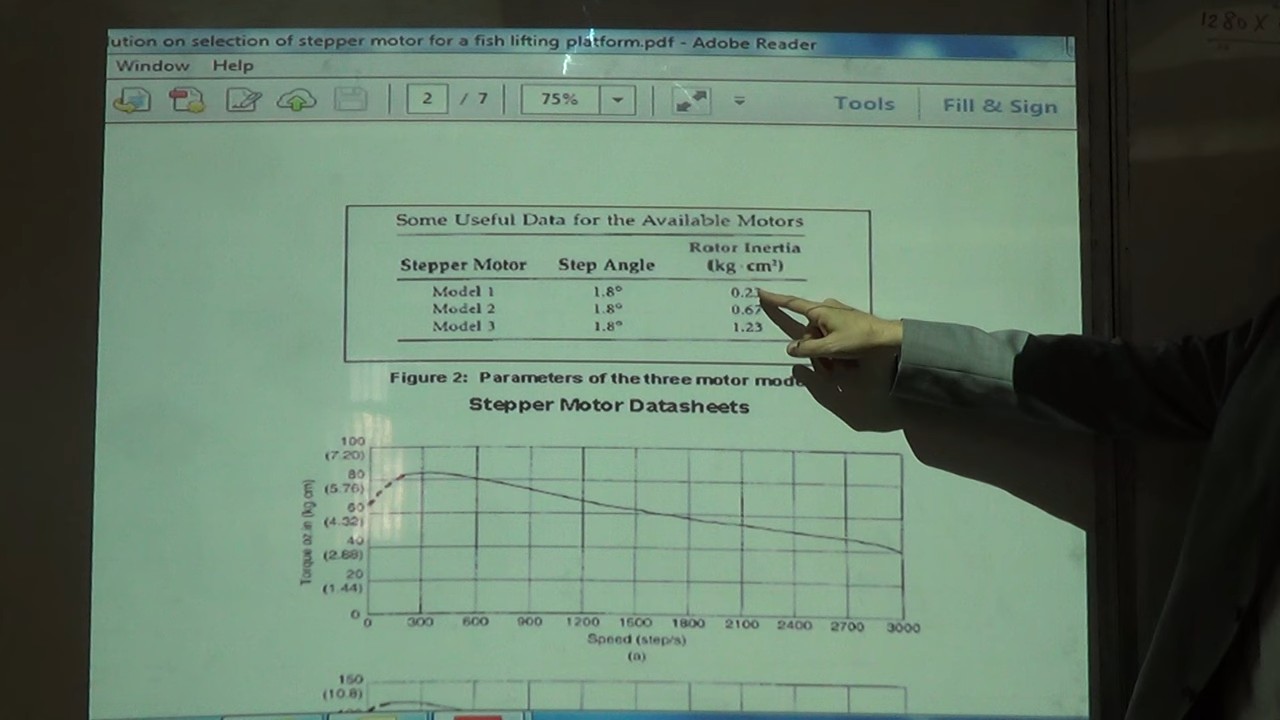 ution on selection of stepper motor for a fish lifting platform.pdf - Adobe Reader
1280 X
Window Help
2 / 7 75% Tools Fill & Sign
Some Useful Data for the Available Motors
Rotor Inertia
Stepper Motor Step Angle (kg · cm²)
Model 1 1.8°
Model 2 1.8° 0.67
Model 3 1.8° 1.23
Figure 2: Parameters of the three motor
Stepper Motor Datasheets
100
(7.20)
80
(5.76)
60
(4.32)
40
(2.88)
20
(1.44)
0
Torque oz.in (kg.cm)
0 300 600 900 1200 1500 1800 2100 2400 2700 3000
Speed (step/s)
(a)
150
(10.8)